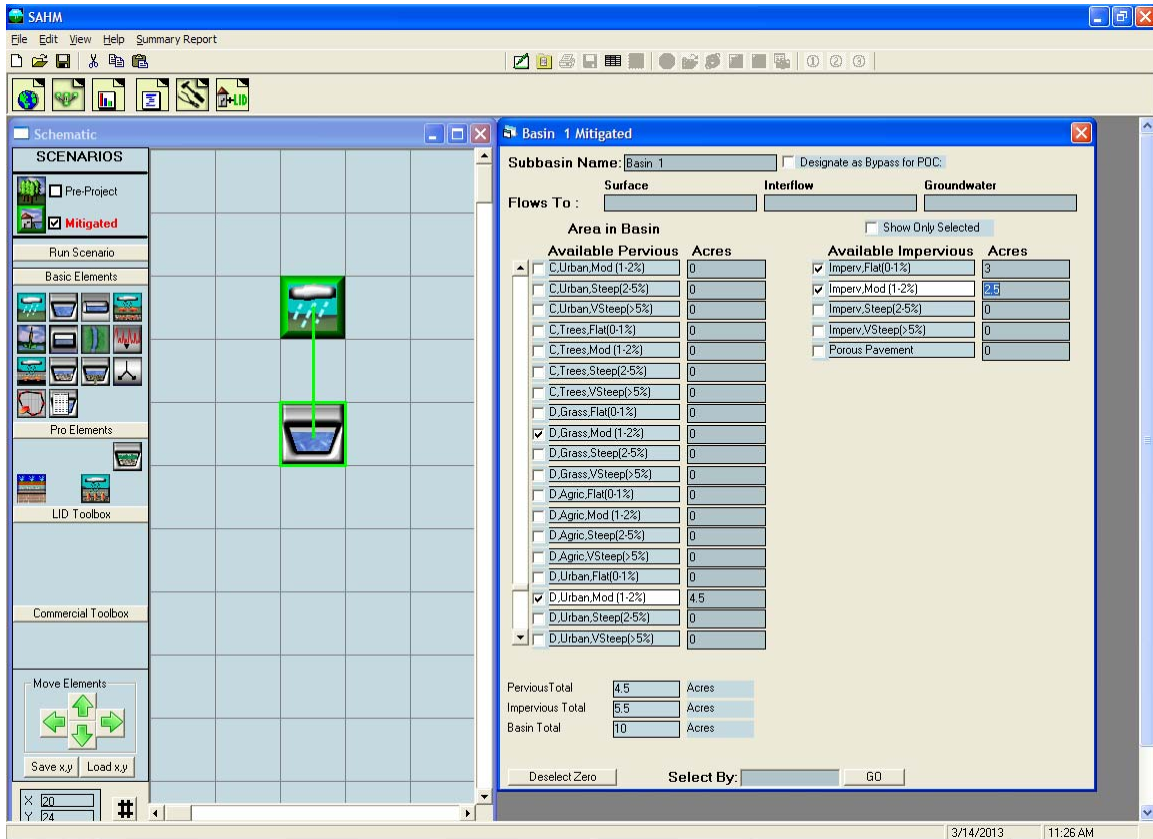 SAHM
File Edit View Help Summary Report
Schematic
SCENARIOS
Pre-Project
Mitigated
Run Scenario
Basic Elements
Pro Elements
LID Toolbox
Commercial Toolbox
Move Elements
Save x,y Load x,y
X 20
Y 24
#
+LID
Basin 1 Mitigated
Subbasin Name: Basin 1 Designate as Bypass for POC:
Surface Interflow Groundwater
Flows To :
Area in Basin Show Only Selected
Available Pervious Acres Available Impervious Acres
C,Urban,Mod (1-2%) 0 Imperv,Flat(0-1%) 3
C,Urban,Steep(2-5%) 0 Imperv,Mod (1-2%) 2.5
C,Urban,VSteep(>5%) 0 Imperv,Steep(2-5%) 0
C,Trees,Flat(0-1%) 0 Imperv,VSteep(>5%) 0
C,Trees,Mod (1-2%) 0 Porous Pavement 0
C,Trees,Steep(2-5%) 0
C,Trees,VSteep(>5%) 0
D,Grass,Flat(0-1%) 0
D,Grass,Mod (1-2%) 0
D,Grass,Steep(2-5%) 0
D,Grass,VSteep(>5%) 0
D,Agric,Flat(0-1%) 0
D,Agric,Mod (1-2%) 0
D,Agric,Steep(2-5%) 0
D,Agric,VSteep(>5%) 0
D,Urban,Flat(0-1%) 0
D,Urban,Mod (1-2%) 4.5
D,Urban,Steep(2-5%) 0
D,Urban,VSteep(>5%) 0
PerviousTotal 4.5 Acres
Impervious Total 5.5 Acres
Basin Total 10 Acres
Deselect Zero Select By: GO
3/14/2013 11:26 AM